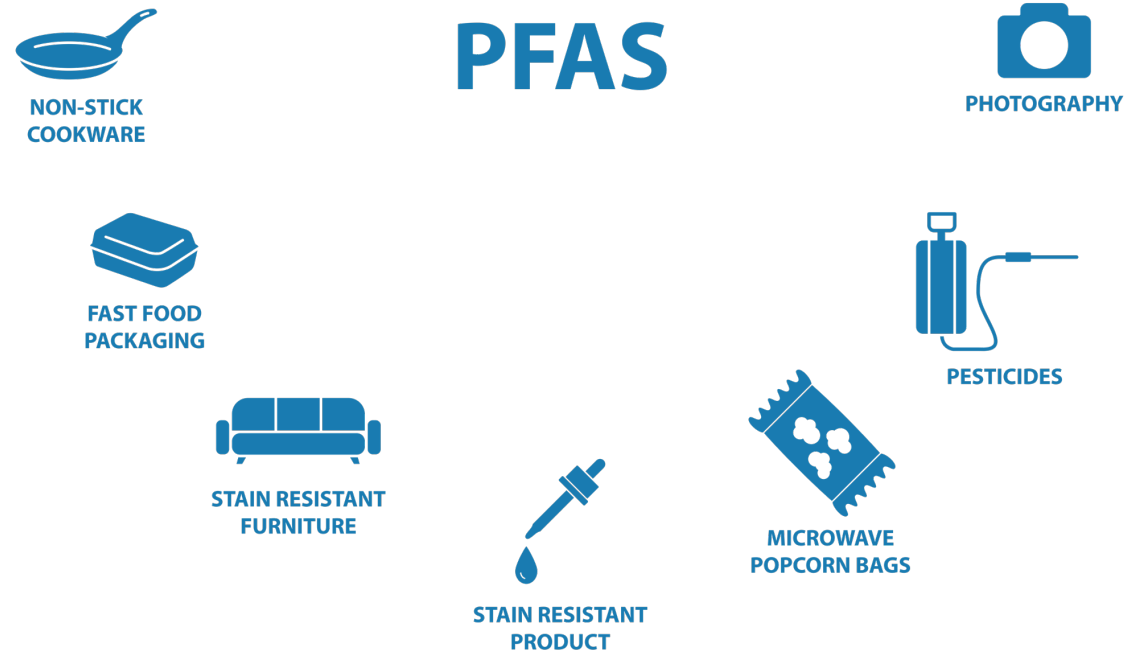 PFAS
NON-STICK
COOKWARE
PHOTOGRAPHY
FAST FOOD
PACKAGING
PESTICIDES
STAIN RESISTANT
FURNITURE
MICROWAVE
POPCORN BAGS
STAIN RESISTANT
PRODUCT